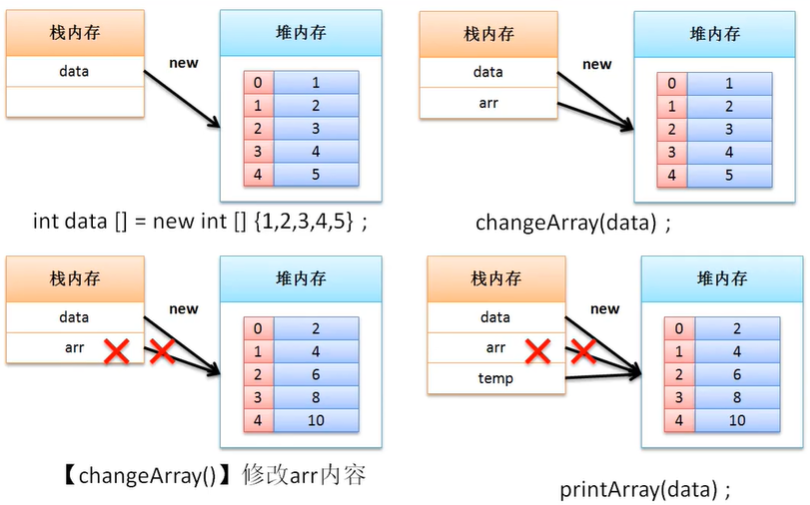 栈内存
data
new
堆内存
0 1
1 2
2 3
3 4
4 5
int data [] = new int [] {1,2,3,4,5} ;
栈内存
data
arr
new
堆内存
0 1
1 2
2 3
3 4
4 5
changeArray(data) ;
栈内存
data
arr
new
堆内存
0 2
1 4
2 6
3 8
4 10
【changeArray()】修改arr内容
栈内存
data
arr
temp
new
堆内存
0 2
1 4
2 6
3 8
4 10
printArray(data) ;